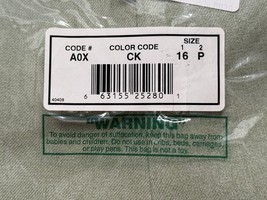 CODE # COLOR CODE SIZE
1 2
A0X CK 16 P
6 63155 25280 1
40409
"WARNING
To avoid danger of suffocation, keep this bag away from
babies and children. Do not use in cribs, beds, carriages,
or play pens. This bag is not a toy.